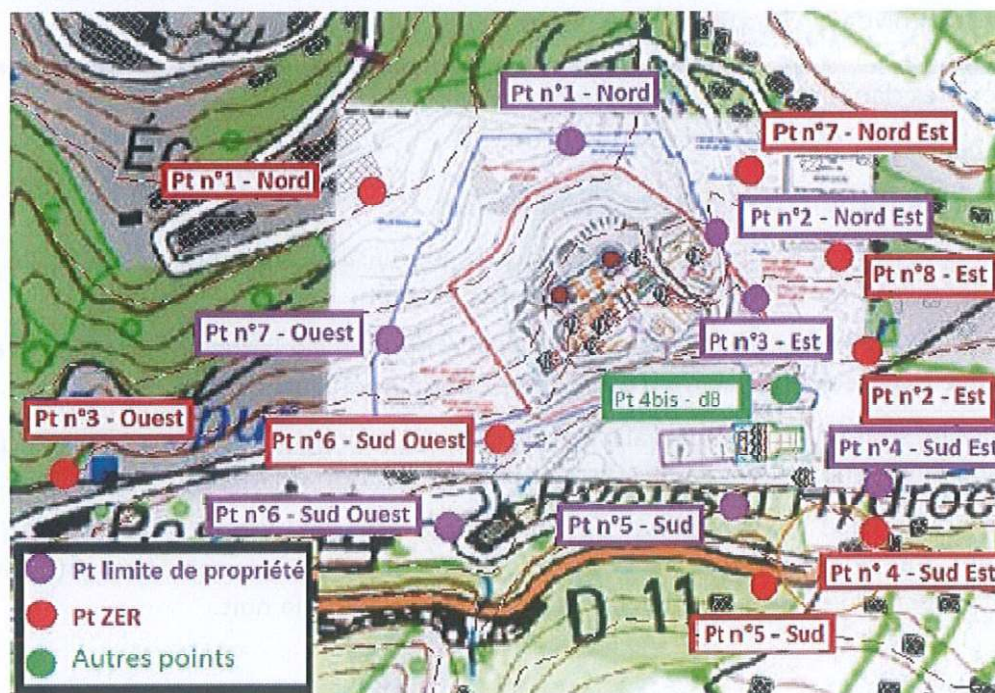 Pt n°1 - Nord
Pt n°7 - Nord Est
Éc
Pt n°1 - Nord
Pt n°2 - Nord Est
Pt n°8 - Est
Pt n°7 - Ouest
Pt n°3 - Est
Pt 4bis - dB
Pt n°2 - Est
Pt n°3 - Ouest
Pt n°6 - Sud Ouest
Pt n°4 - Sud Est
Pt n°6 - Sud Ouest
Pt n°5 - Sud
Pt limite de propriété
Pt n° 4 - Sud Est
Pt ZER
D 11
Pt n°5 - Sud
Autres points